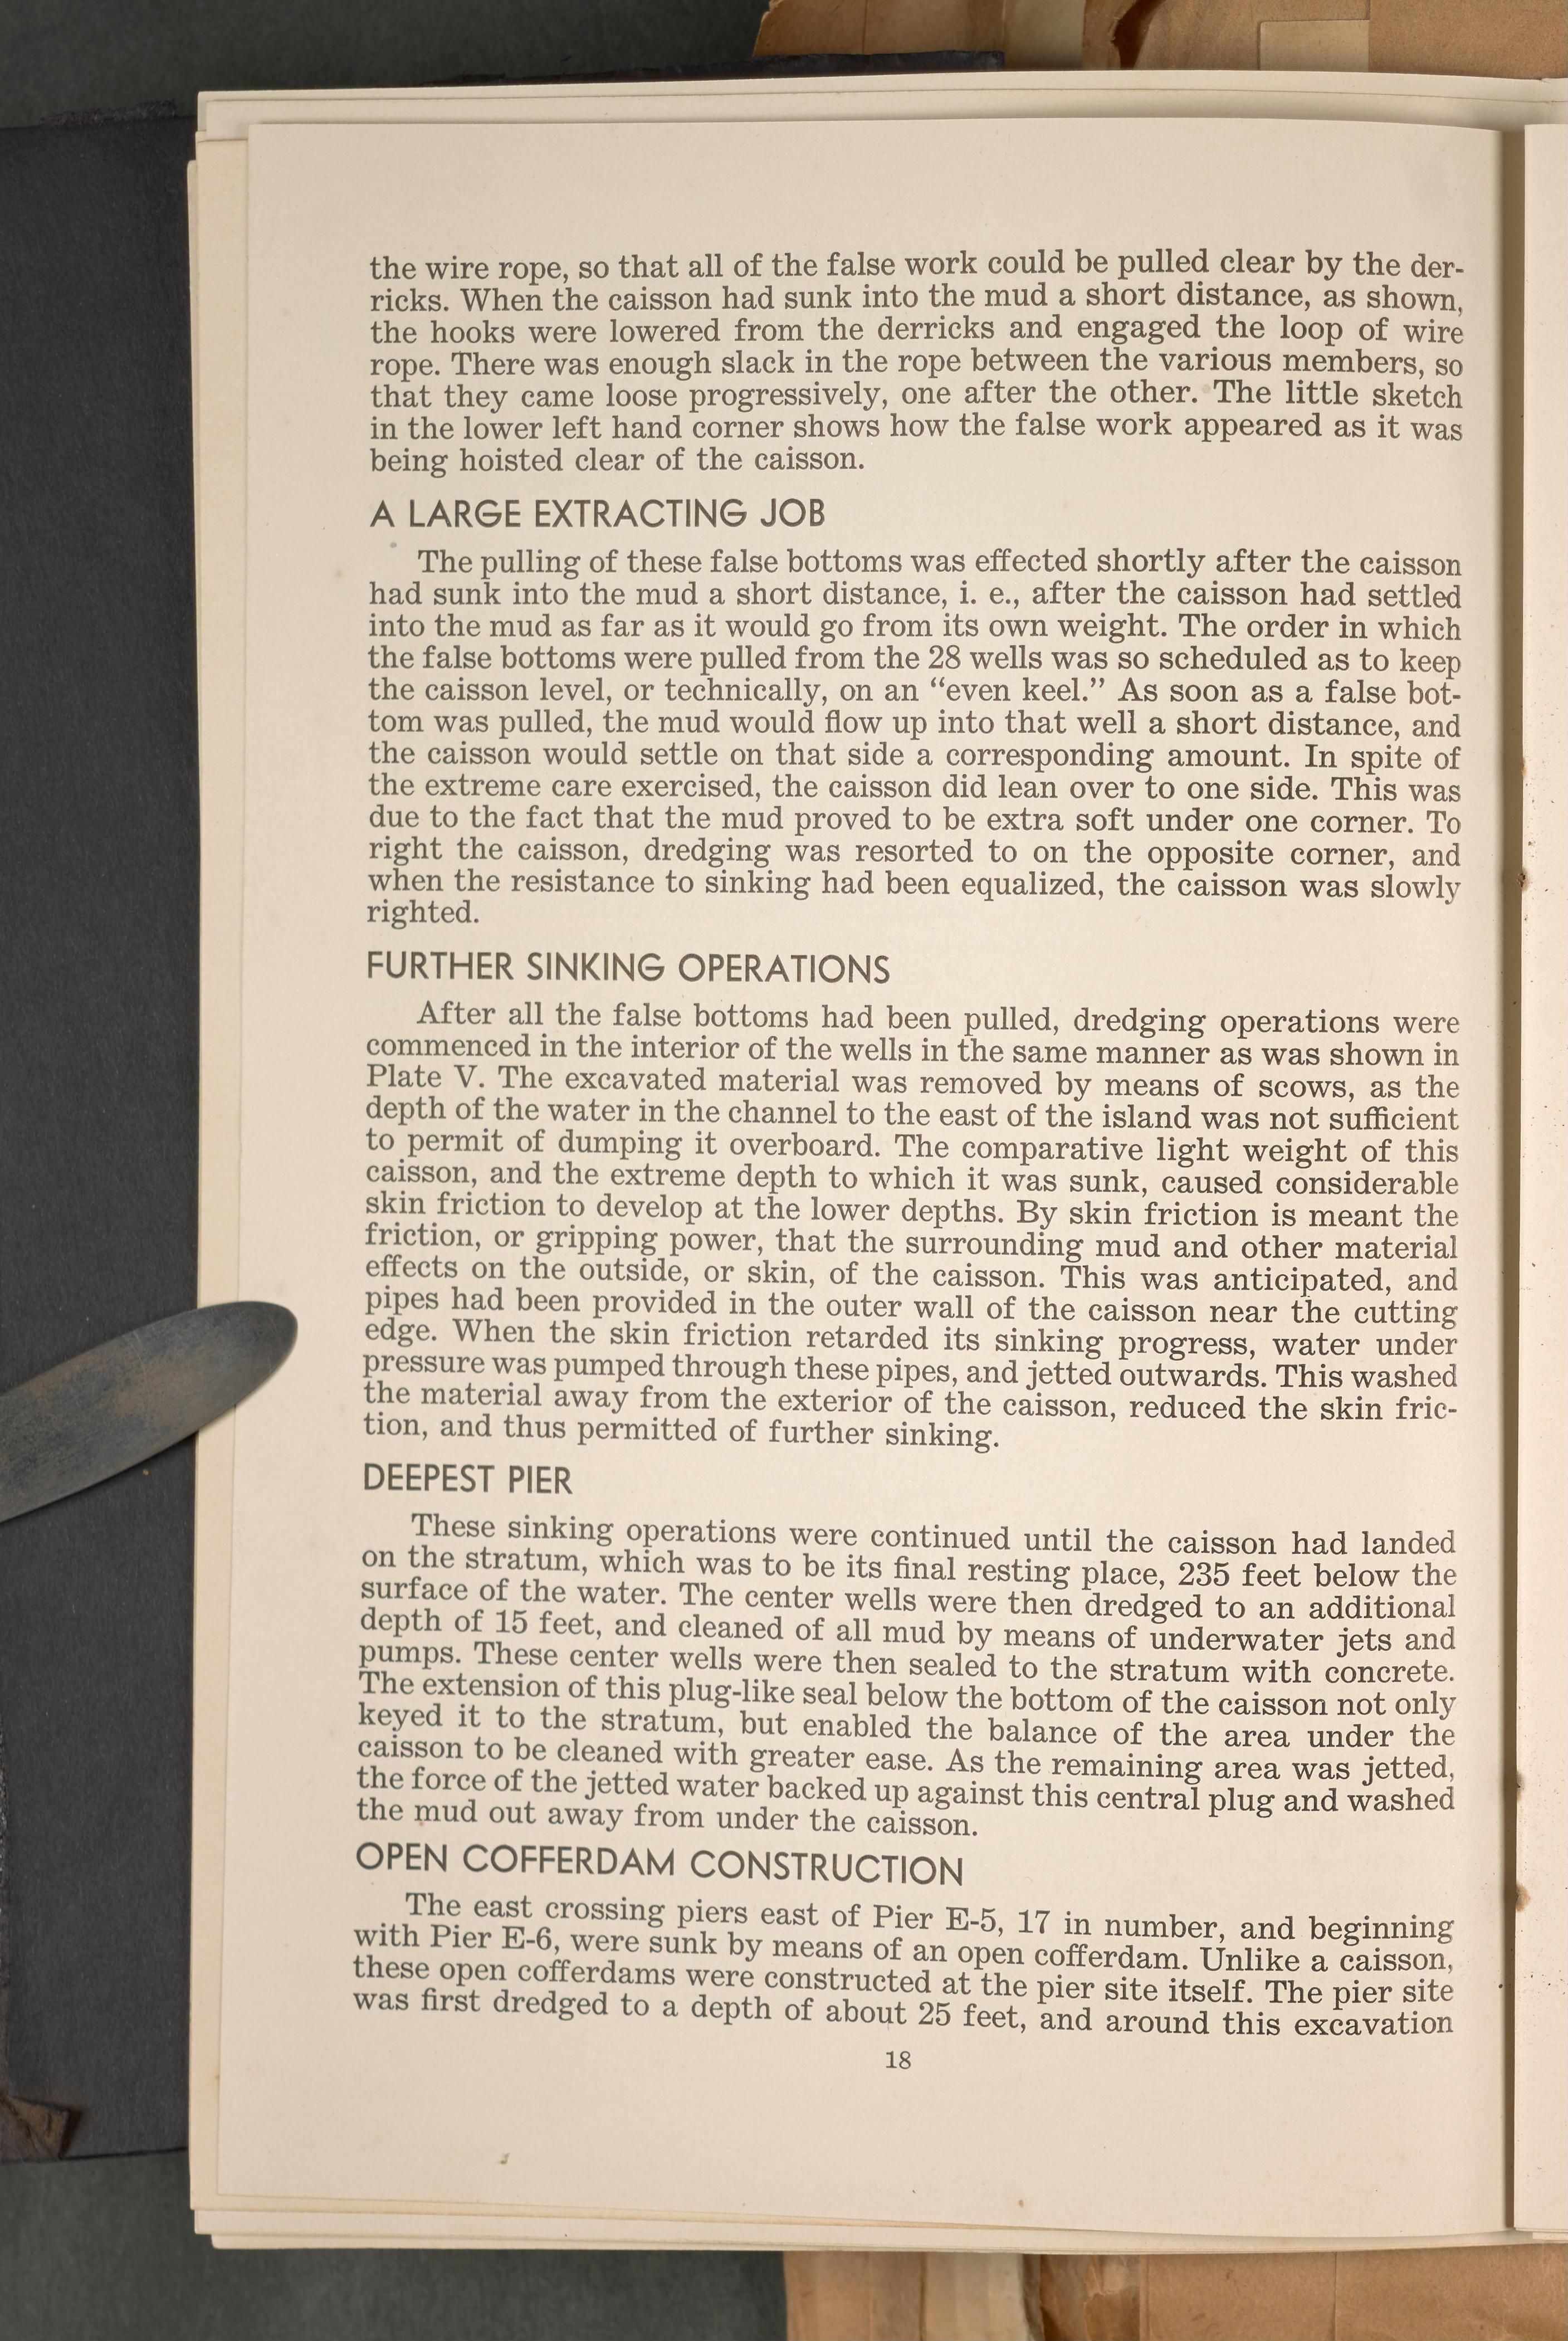 the wire rope, so that all of the false work could be pulled clear by the der-
ricks. When the caisson had sunk into the mud a short distance, as shown,
the hooks were lowered from the derricks and engaged the loop of wire
rope. There was enough slack in the rope between the various members, so
that they came loose progressively, one after the other. The little sketch
in the lower left hand corner shows how the false work appeared as it was
being hoisted clear of the caisson.
A LARGE EXTRACTING JOB
The pulling of these false bottoms was effected shortly after the caisson
had sunk into the mud a short distance, i. e., after the caisson had settled
into the mud as far as it would go from its own weight. The order in which
the false bottoms were pulled from the 28 wells was so scheduled as to keep
the caisson level, or technically, on an “even keel.” As soon as a false bot-
tom was pulled, the mud would flow up into that well a short distance, and
the caisson would settle on that side a corresponding amount. In spite of
the extreme care exercised, the caisson did lean over to one side. This was
due to the fact that the mud proved to be extra soft under one corner. To
right the caisson, dredging was resorted to on the opposite corner, and
when the resistance to sinking had been equalized, the caisson was slowly
righted.
FURTHER SINKING OPERATIONS
After all the false bottoms had been pulled, dredging operations were
commenced in the interior of the wells in the same manner as was shown in
Plate V. The excavated material was removed by means of scows, as the
depth of the water in the channel to the east of the island was not sufficient
to permit of dumping it overboard. The comparative light weight of this
caisson, and the extreme depth to which it was sunk, caused considerable
skin friction to develop at the lower depths. By skin friction is meant the
friction, or gripping power, that the surrounding mud and other material
effects on the outside, or skin, of the caisson. This was anticipated, and
pipes had been provided in the outer wall of the caisson near the cutting
edge. When the skin friction retarded its sinking progress, water under
pressure was pumped through these pipes, and jetted outwards. This washed
the material away from the exterior of the caisson, reduced the skin fric-
tion, and thus permitted of further sinking.
DEEPEST PIER
These sinking operations were continued until the caisson had landed
on the stratum, which was to be its final resting place, 235 feet below the
surface of the water. The center wells were then dredged to an additional
depth of 15 feet, and cleaned of all mud by means of underwater jets and
pumps. These center wells were then sealed to the stratum with concrete.
The extension of this plug-like seal below the bottom of the caisson not only
keyed it to the stratum, but enabled the balance of the area under the
caisson to be cleaned with greater ease. As the remaining area was jetted,
the force of the jetted water backed up against this central plug and washed
the mud out away from under the caisson.
OPEN COFFERDAM CONSTRUCTION
The east crossing piers east of Pier E-5, 17 in number, and beginning
with Pier E-6, were sunk by means of an open cofferdam. Unlike a caisson,
these open cofferdams were constructed at the pier site itself. The pier site
was first dredged to a depth of about 25 feet, and around this excavation
18